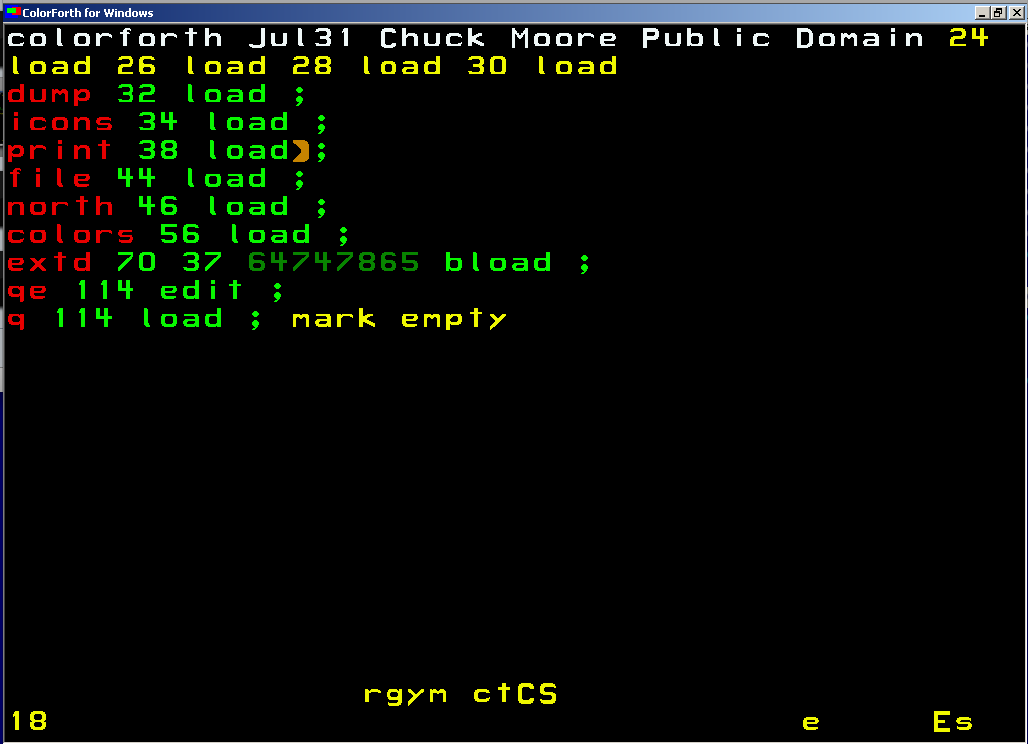 ColorForth for Windows
colorforth Jul31 Chuck Moore Public Domain 24
load 26 load 28 load 30 load
dump 32 load ;
icons 34 load ;
print 38 load ;
file 44 load ;
north 46 load ;
colors 56 load ;
extd 70 37 64747865 bload ;
qe 114 edit ;
q 114 load ; mark empty
rgym ctCS
18 e Es